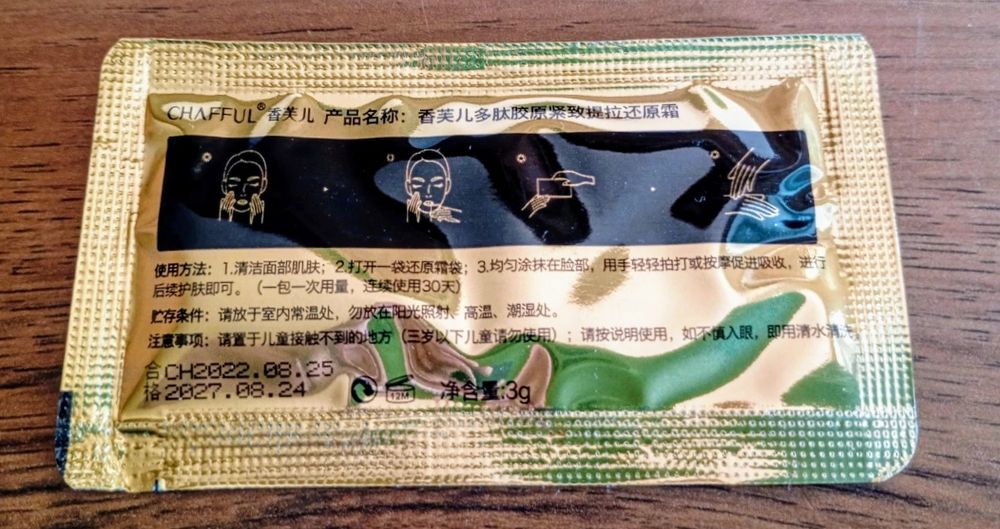 CHAFFUL® 香芙儿 产品名称：香芙儿多肽胶原紧致提拉还原霜
使用方法：1.清洁面部肌肤；2.打开一袋还原霜袋；3.均匀涂抹在脸部，用手轻轻拍打或按摩促进吸收，进行
后续护肤即可。（一包一次用量，连续使用30天）
贮存条件：请放于室内常温处，勿放在阳光照射、高温、潮湿处。
注意事项：请置于儿童接触不到的地方（三岁以下儿童请勿使用）；请按说明使用，如不慎入眼，即用清水清洗
合CH2022.08.25
格2027.08.24
12M
净含量:3g